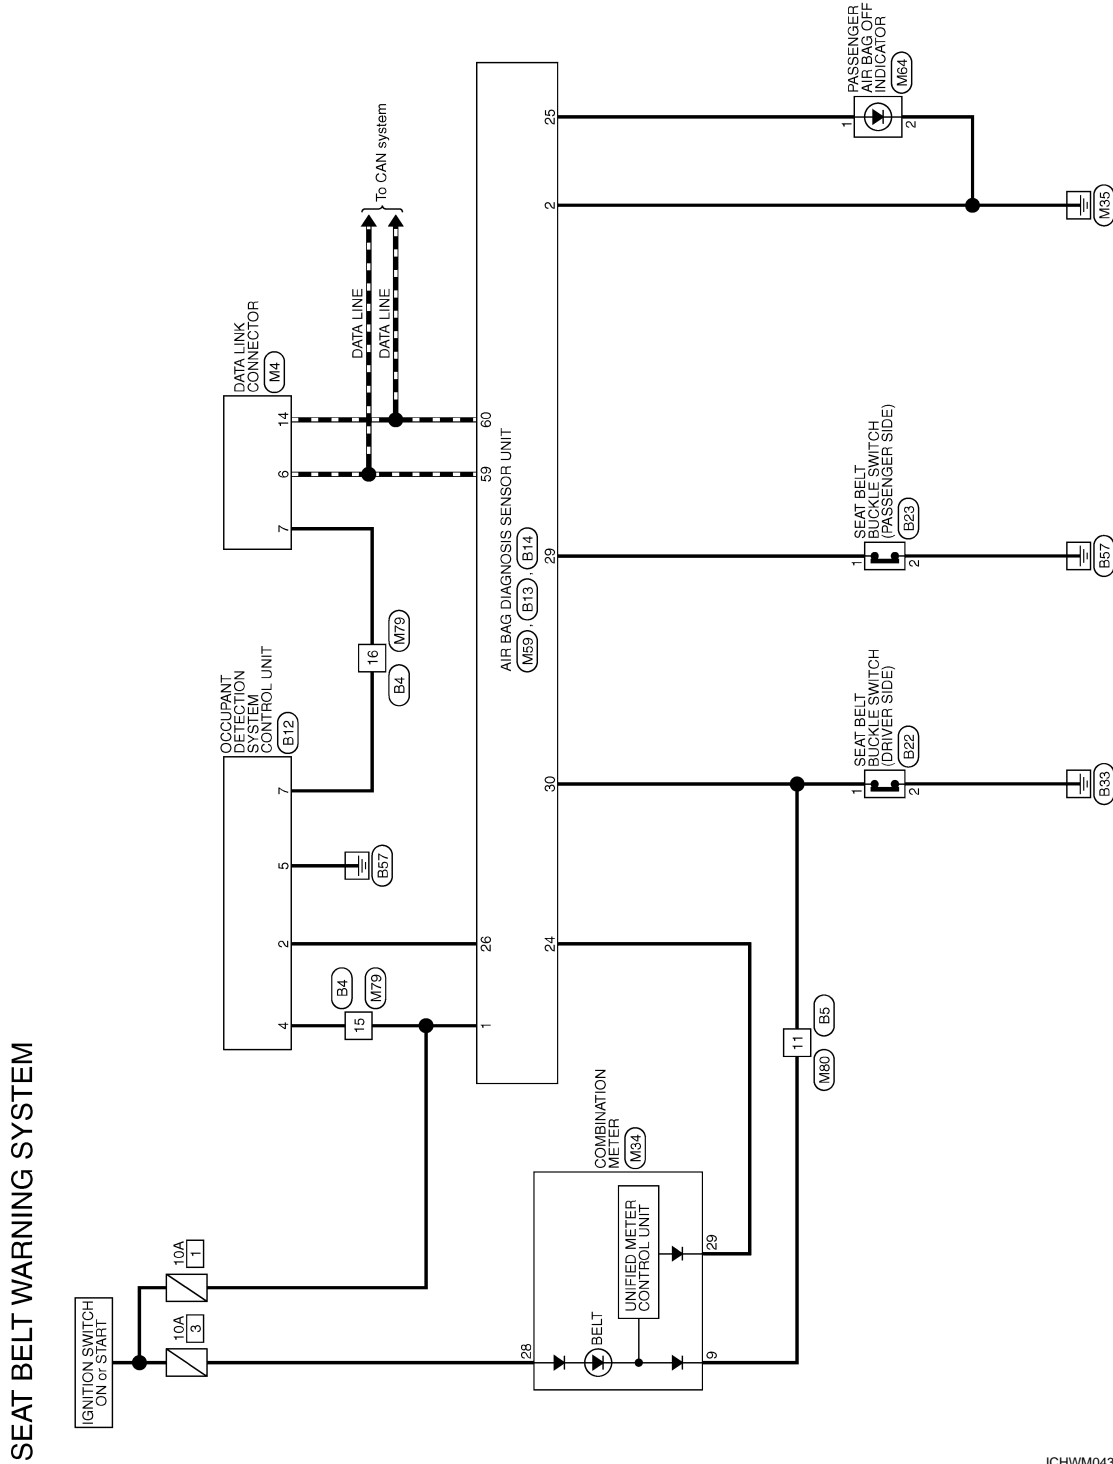 SEAT BELT WARNING SYSTEM
IGNITION SWITCH
ON or START
10A
1
10A
3
OCCUPANT
DETECTION
SYSTEM
CONTROL UNIT
B12
4
2
5
7
B4
15
M79
B57
16
B4
M79
DATA LINK
CONNECTOR
M4
7
6
14
DATA LINE
DATA LINE
To CAN system
1
26
59
60
AIR BAG DIAGNOSIS SENSOR UNIT
M59 , B13 , B14
24
30
29
2
25
COMBINATION
METER
M34
28
BELT
UNIFIED METER
CONTROL UNIT
9
29
11
M80
B5
SEAT BELT
BUCKLE SWITCH
(DRIVER SIDE)
B22
1
2
B33
SEAT BELT
BUCKLE SWITCH
(PASSENGER SIDE)
B23
1
2
B57
PASSENGER
AIR BAG OFF
INDICATOR
M64
1
2
M35
JCHWM043